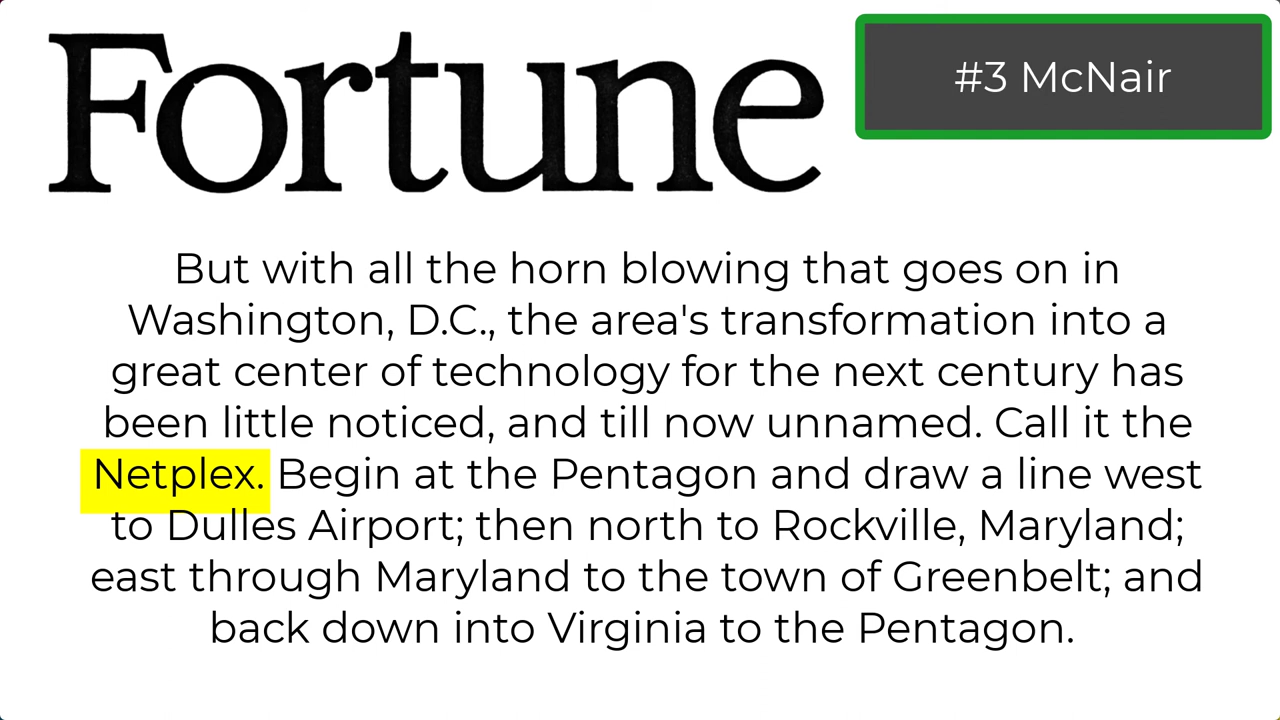 Fortune
#3 McNair
But with all the horn blowing that goes on in
Washington, D.C., the area's transformation into a
great center of technology for the next century has
been little noticed, and till now unnamed. Call it the
Netplex. Begin at the Pentagon and draw a line west
to Dulles Airport; then north to Rockville, Maryland;
east through Maryland to the town of Greenbelt; and
back down into Virginia to the Pentagon.